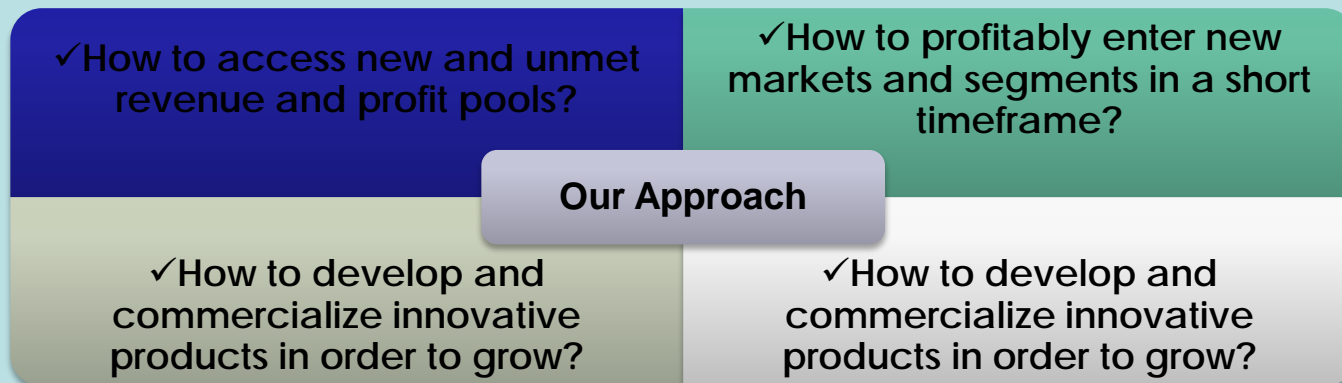 ✓How to access new and unmet
revenue and profit pools?
✓How to profitably enter new
markets and segments in a short
timeframe?
Our Approach
✓How to develop and
commercialize innovative
products in order to grow?
✓How to develop and
commercialize innovative
products in order to grow?